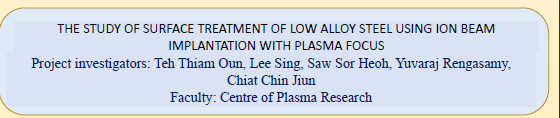 THE STUDY OF SURFACE TREATMENT OF LOW ALLOY STEEL USING ION BEAM
IMPLANTATION WITH PLASMA FOCUS
Project investigators: Teh Thiam Oun, Lee Sing, Saw Sor Heoh, Yuvaraj Rengasamy,
Chiat Chin Jiun
Faculty: Centre of Plasma Research